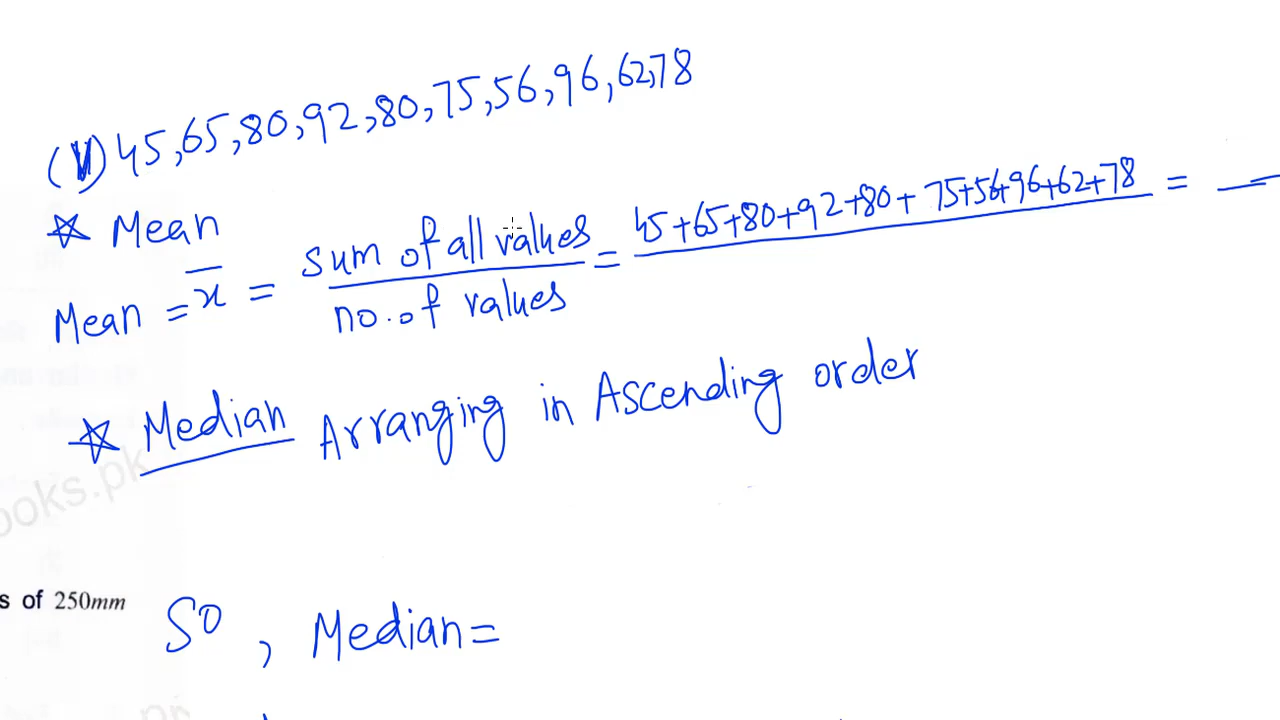 (V) 45,65,80,92,80,75,56,96,62,78
☆ Mean
Mean = x̄ = sum of all values / no. of values = 45+65+80+92+80+75+56+96+62+78 / =
☆ Median Arranging in Ascending order
ooks.pk
s of 250mm
So, Median=